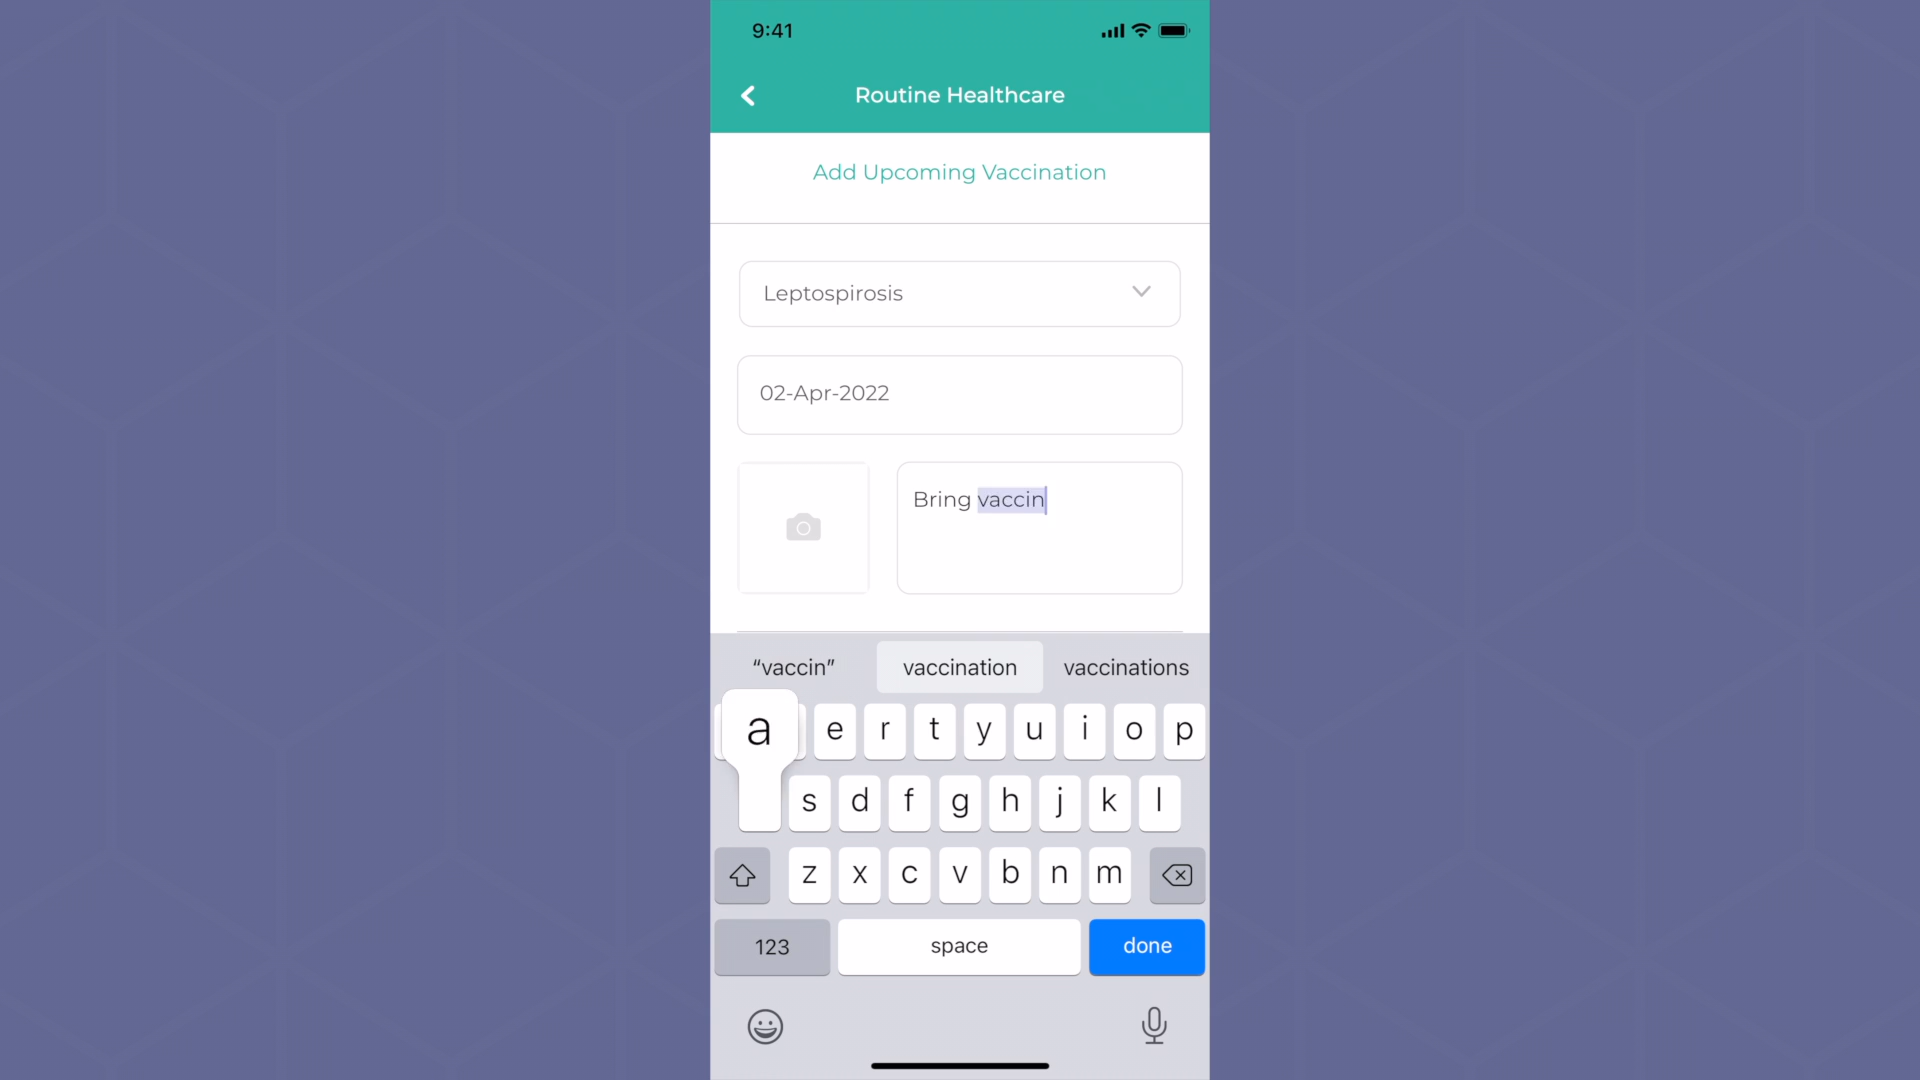 9:41
Routine Healthcare
Add Upcoming Vaccination
Leptospirosis
02-Apr-2022
Bring vaccin
“vaccin” vaccination vaccinations
a e r t y u i o p
s d f g h j k l
z x c v b n m
123 space done